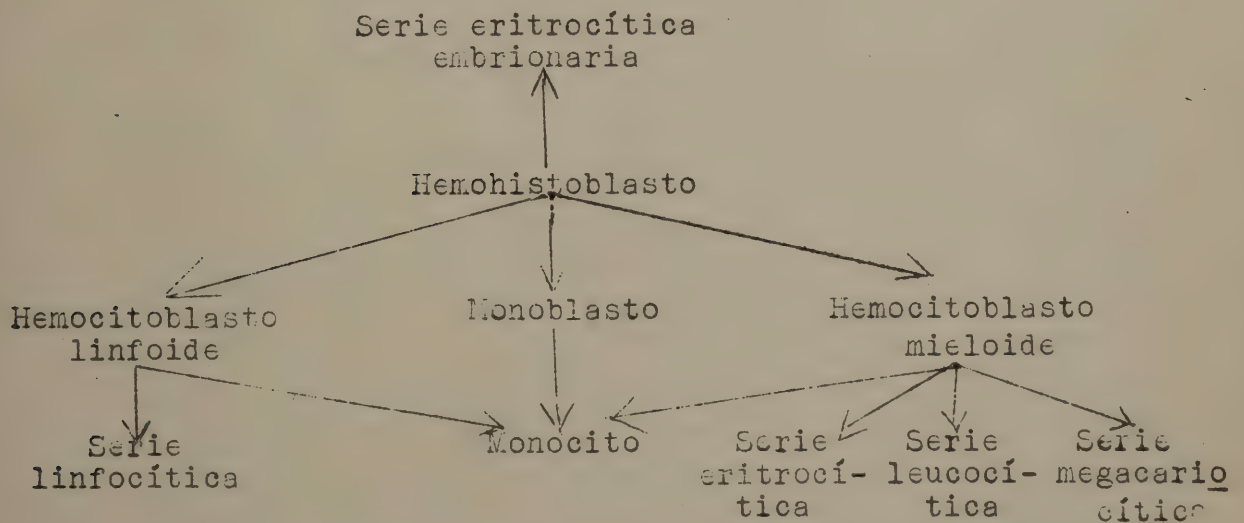 Serie eritrocítica
embrionaria
Hemohistoblasto
Hemocitoblasto
linfoide
Monoblasto
Hemocitoblasto
mieloide
Serie
linfocítica
Monocito
Serie
eritrocí-
tica
Serie
leucocí-
tica
Serie
megacario
cítica